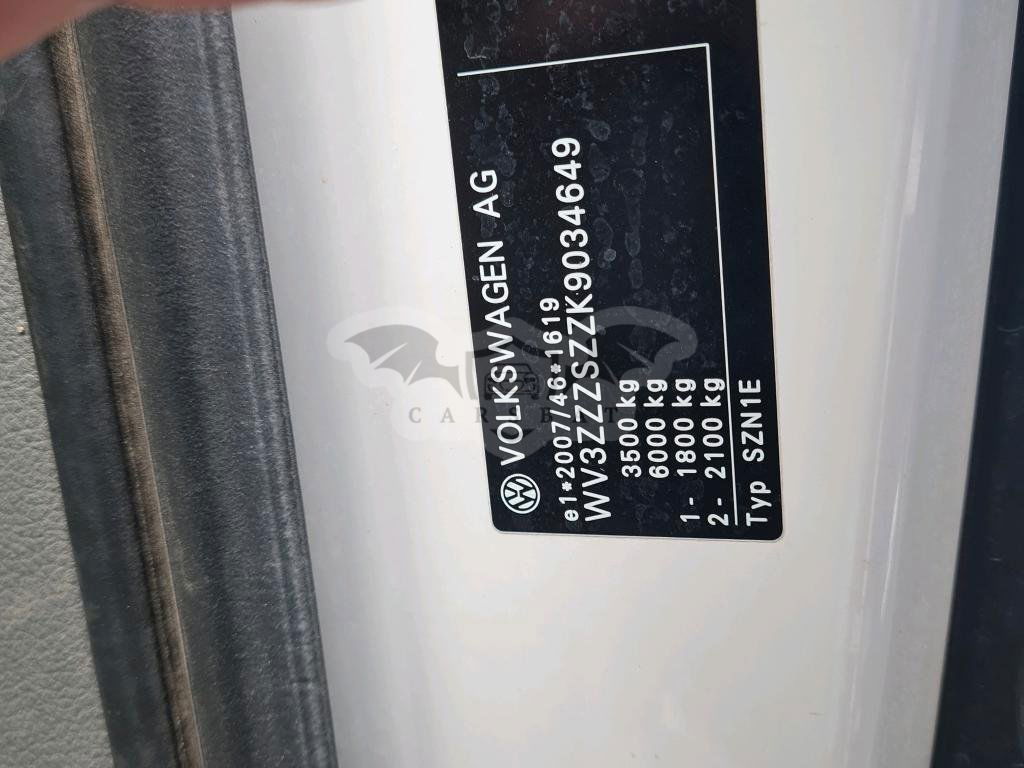 VOLKSWAGEN AG
e1*2007/46*1619
WV3ZZZSZZK9034649
3500 kg
6000 kg
1 - 1800 kg
2 - 2100 kg
Typ SZN1E
CARSBAT